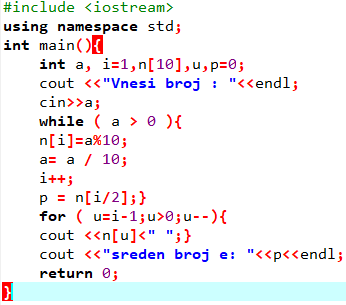 #include <iostream>
using namespace std;
int main(){
int a, i=1,n[10],u,p=0;
cout <<"Vnesi broj : "<<endl;
cin>>a;
while ( a > 0 ){
n[i]=a%10;
a= a / 10;
i++;
p = n[i/2];}
for ( u=i-1;u>0;u--){
cout <<n[u]<" ";}
cout <<"sreden broj e: "<<p<<endl;
return 0;
}